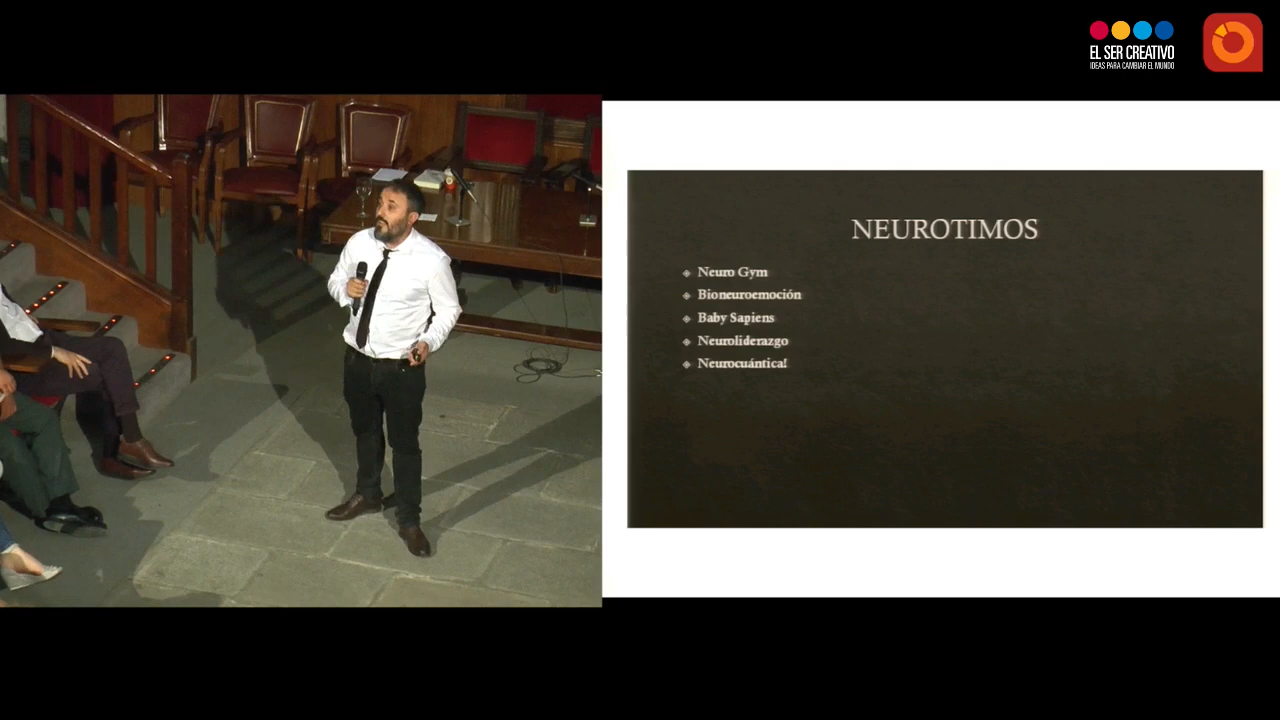 EL SER CREATIVO
IDEAS PARA CAMBIAR EL MUNDO
NEUROTIMOS
Neuro Gym
Bioneuroemoción
Baby Sapiens
Neuroliderazgo
Neurocuántica!